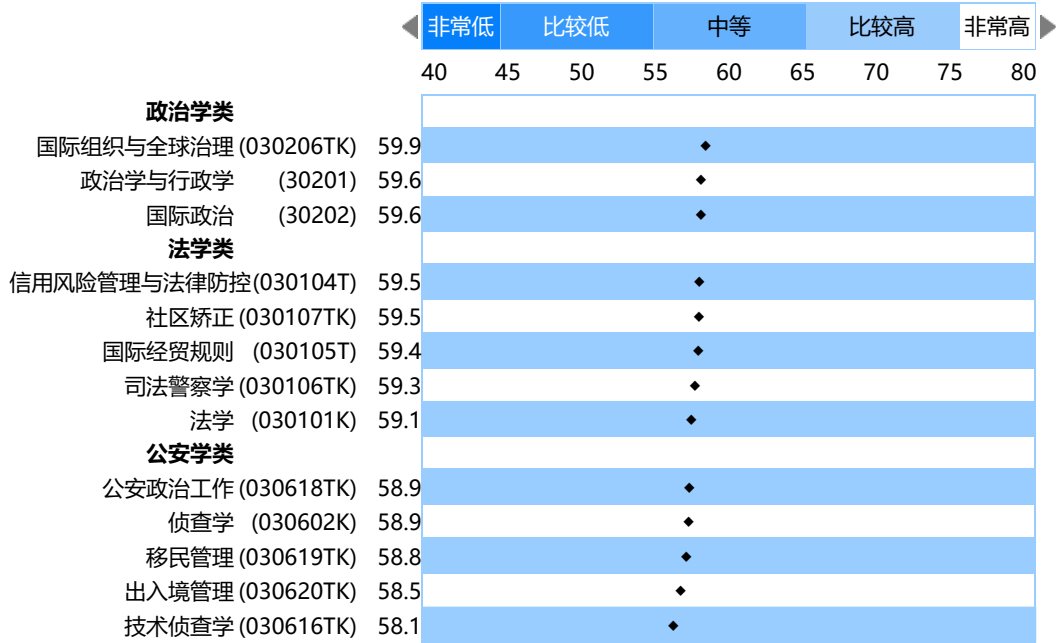 非常低 比较低 中等 比较高 非常高
40 45 50 55 60 65 70 75 80
政治学类
国际组织与全球治理 (030206TK) 59.9
政治学与行政学 (30201) 59.6
国际政治 (30202) 59.6
法学类
信用风险管理与法律防控(030104T) 59.5
社区矫正 (030107TK) 59.5
国际经贸规则 (030105T) 59.4
司法警察学 (030106TK) 59.3
法学 (030101K) 59.1
公安学类
公安政治工作 (030618TK) 58.9
侦查学 (030602K) 58.9
移民管理 (030619TK) 58.8
出入境管理 (030620TK) 58.5
技术侦查学 (030616TK) 58.1